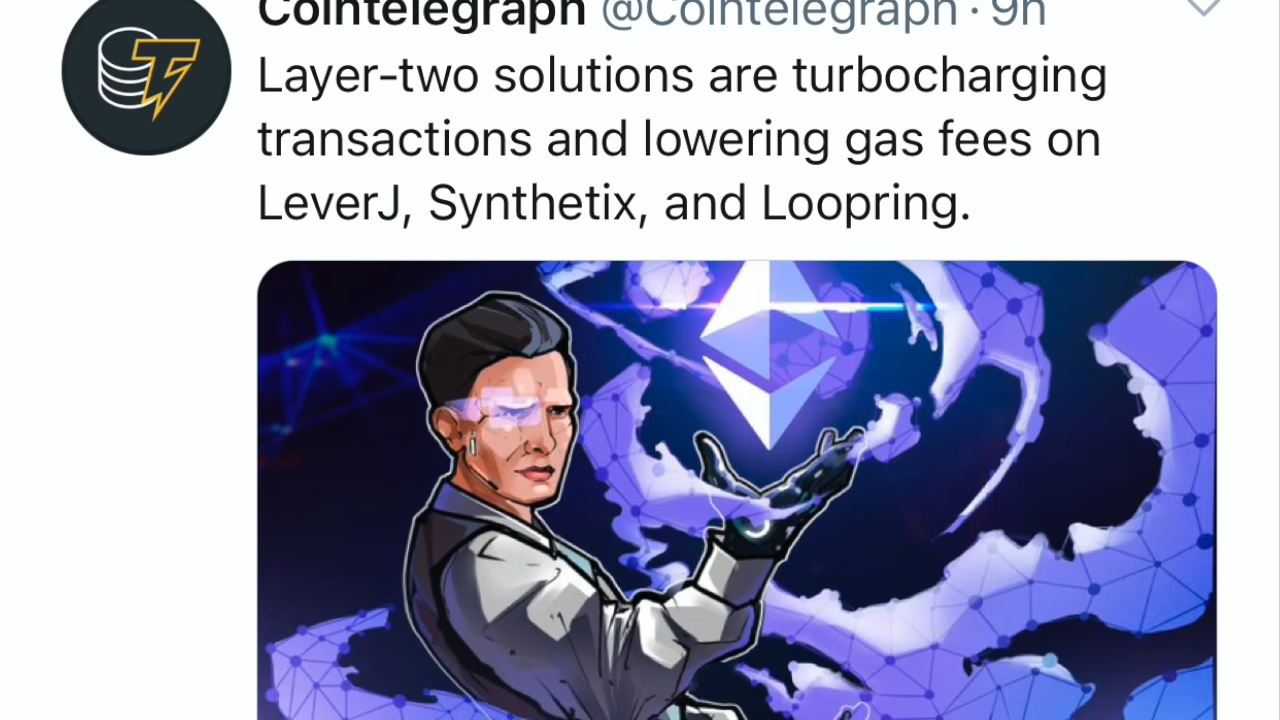 Cointelegraph @Cointelegraph · 9h
Layer-two solutions are turbocharging
transactions and lowering gas fees on
LeverJ, Synthetix, and Loopring.